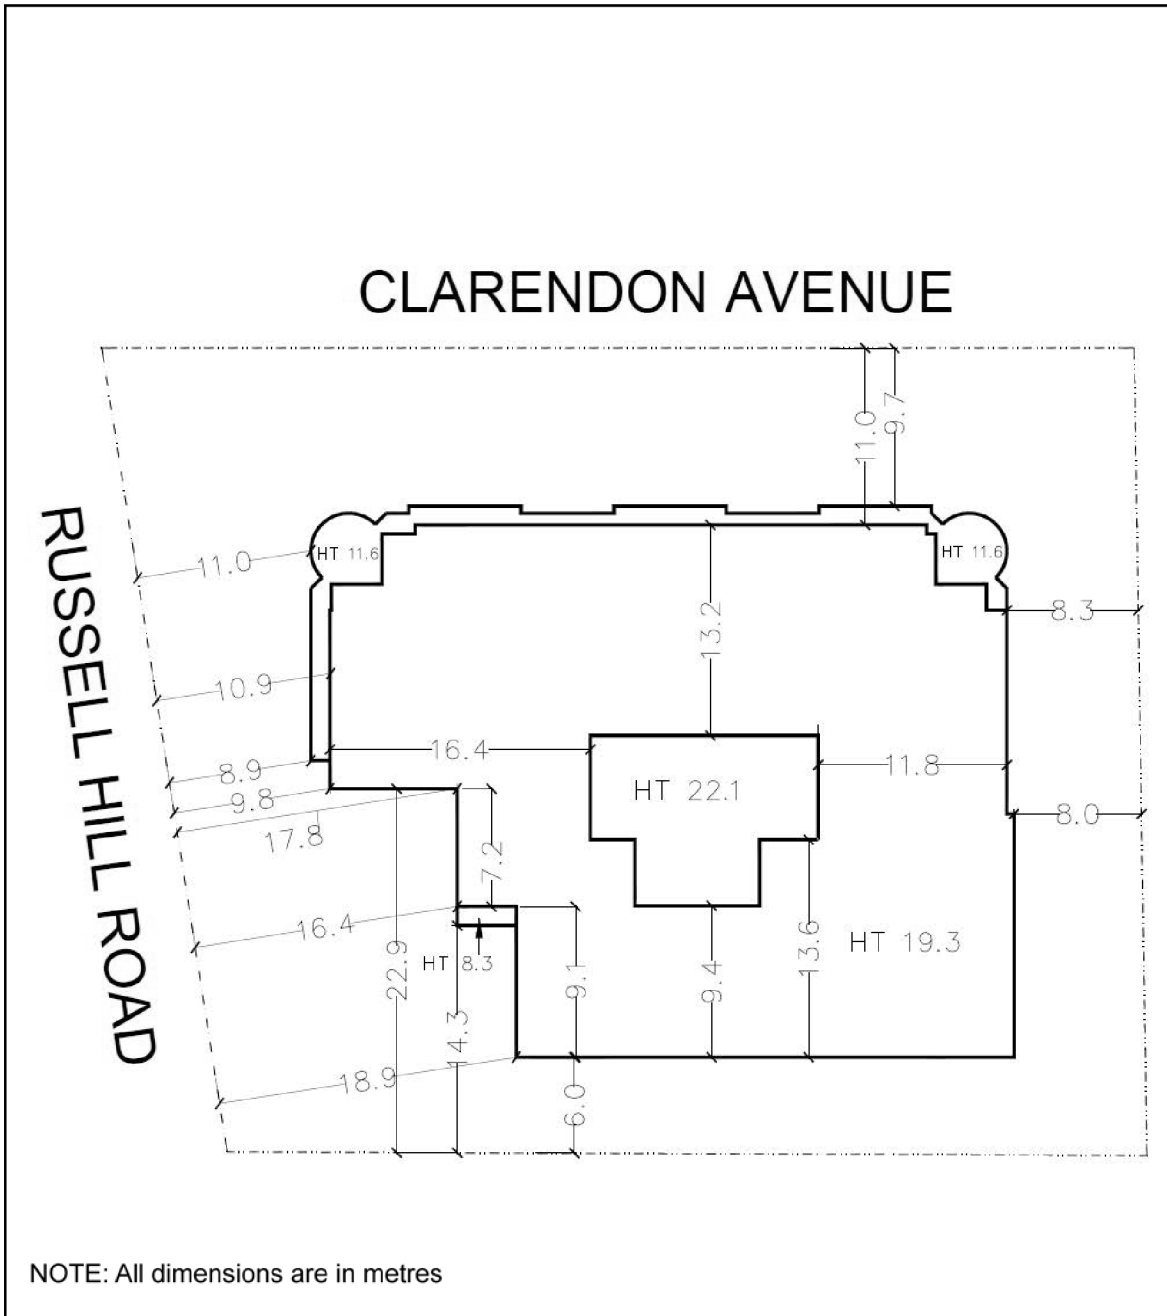 CLARENDON AVENUE
RUSSELL HILL ROAD
11.0
9.7
HT 11.6
HT 11.6
11.0
8.3
13.2
10.9
16.4
11.8
8.9
9.8
HT 22.1
8.0
17.8
7.2
16.4
HT 8.3
22.9
9.1
9.4
13.6
HT 19.3
14.3
18.9
6.0
NOTE: All dimensions are in metres